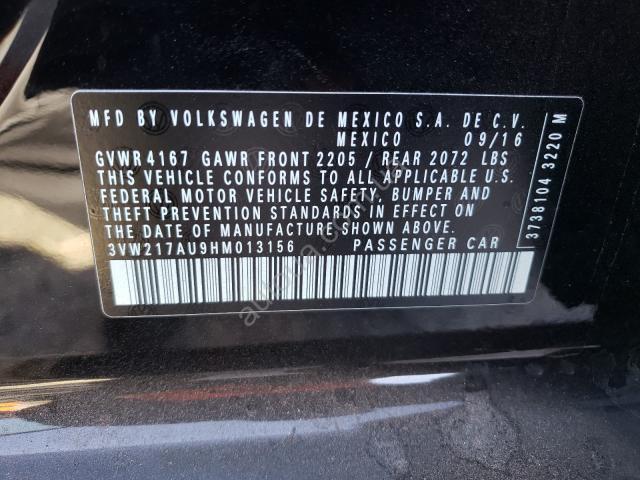 MFD BY VOLKSWAGEN DE MEXICO S.A. DE C.V.
MEXICO 09/16
GVWR 4167 GAWR FRONT 2205 / REAR 2072 LBS
THIS VEHICLE CONFORMS TO ALL APPLICABLE U.S.
FEDERAL MOTOR VEHICLE SAFETY, BUMPER AND
THEFT PREVENTION STANDARDS IN EFFECT ON
THE DATE OF MANUFACTURE SHOWN ABOVE.
3VW217AU9HM013156 PASSENGER CAR
3738104 3220 M